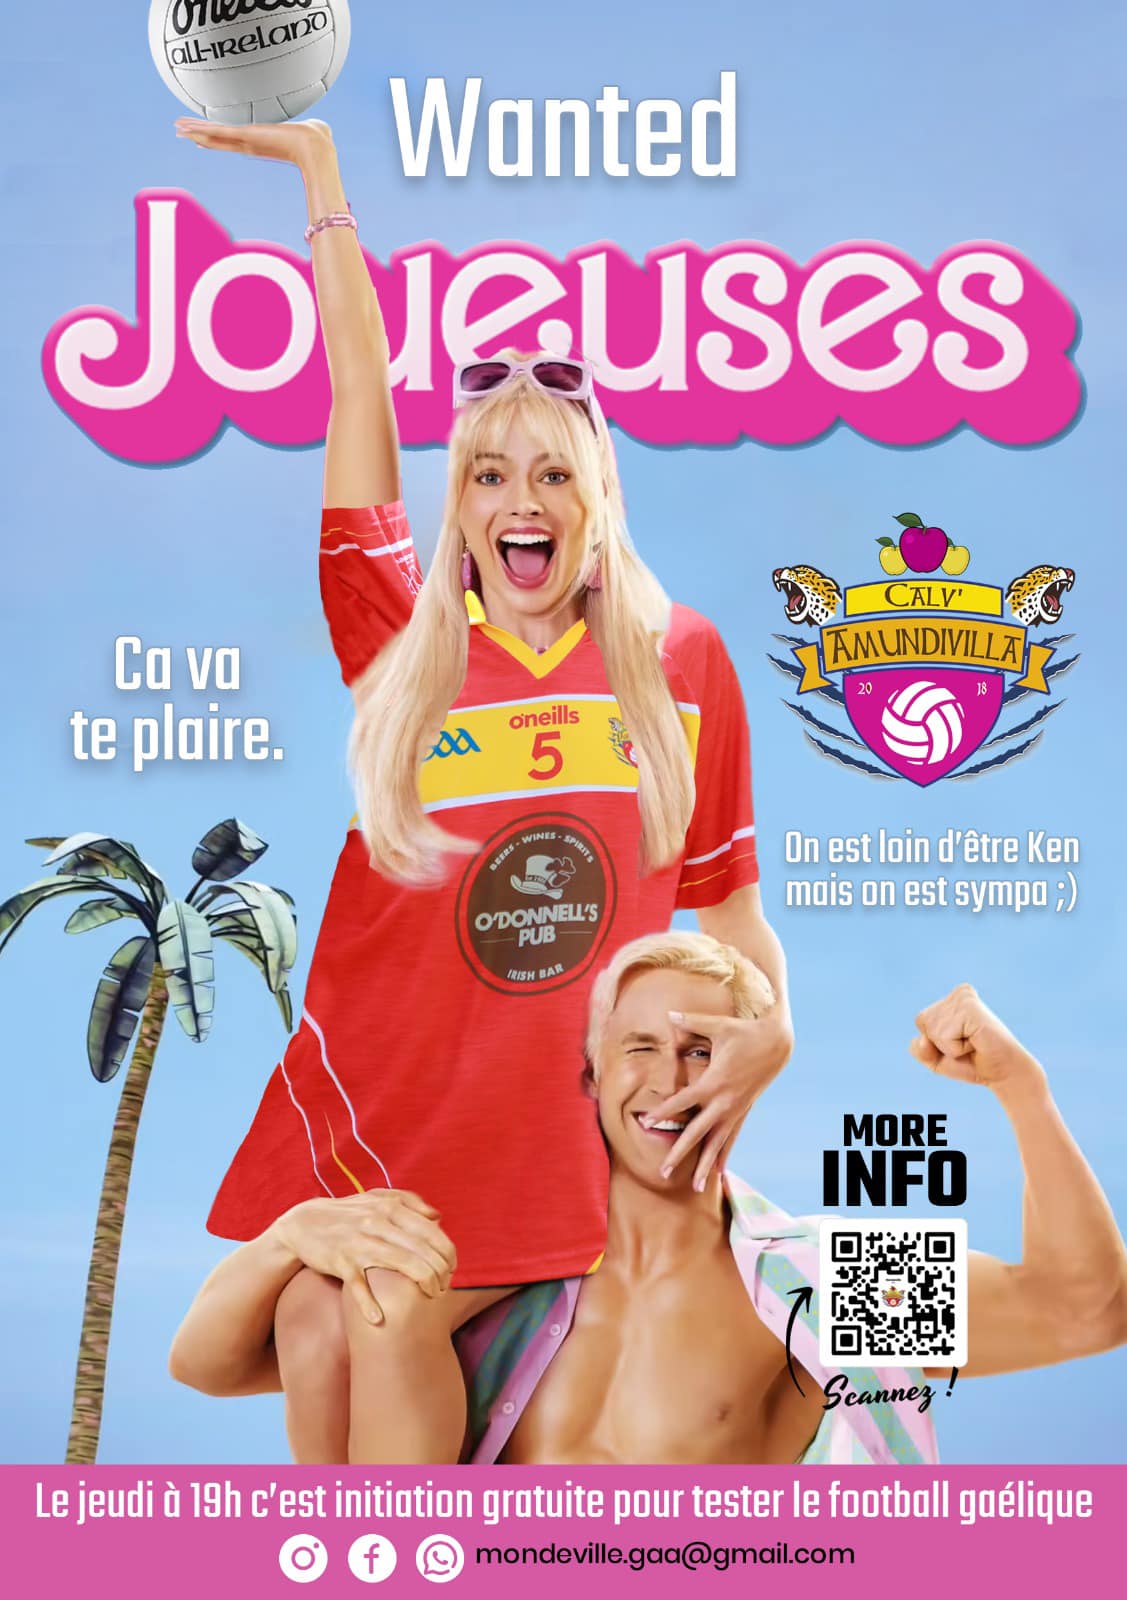 all-ireland
Wanted
Joueuses
Ca va
te plaire.
CALV'
AMUNDIVILLA
20 18
o'neills
5
BEERS - WINES - SPIRITS
O'DONNELL'S
PUB
IRISH BAR
On est loin d'être Ken
mais on est sympa ;)
MORE
INFO
Scannez !
Le jeudi à 19h c'est initiation gratuite pour tester le football gaélique
mondeville.gaa@gmail.com